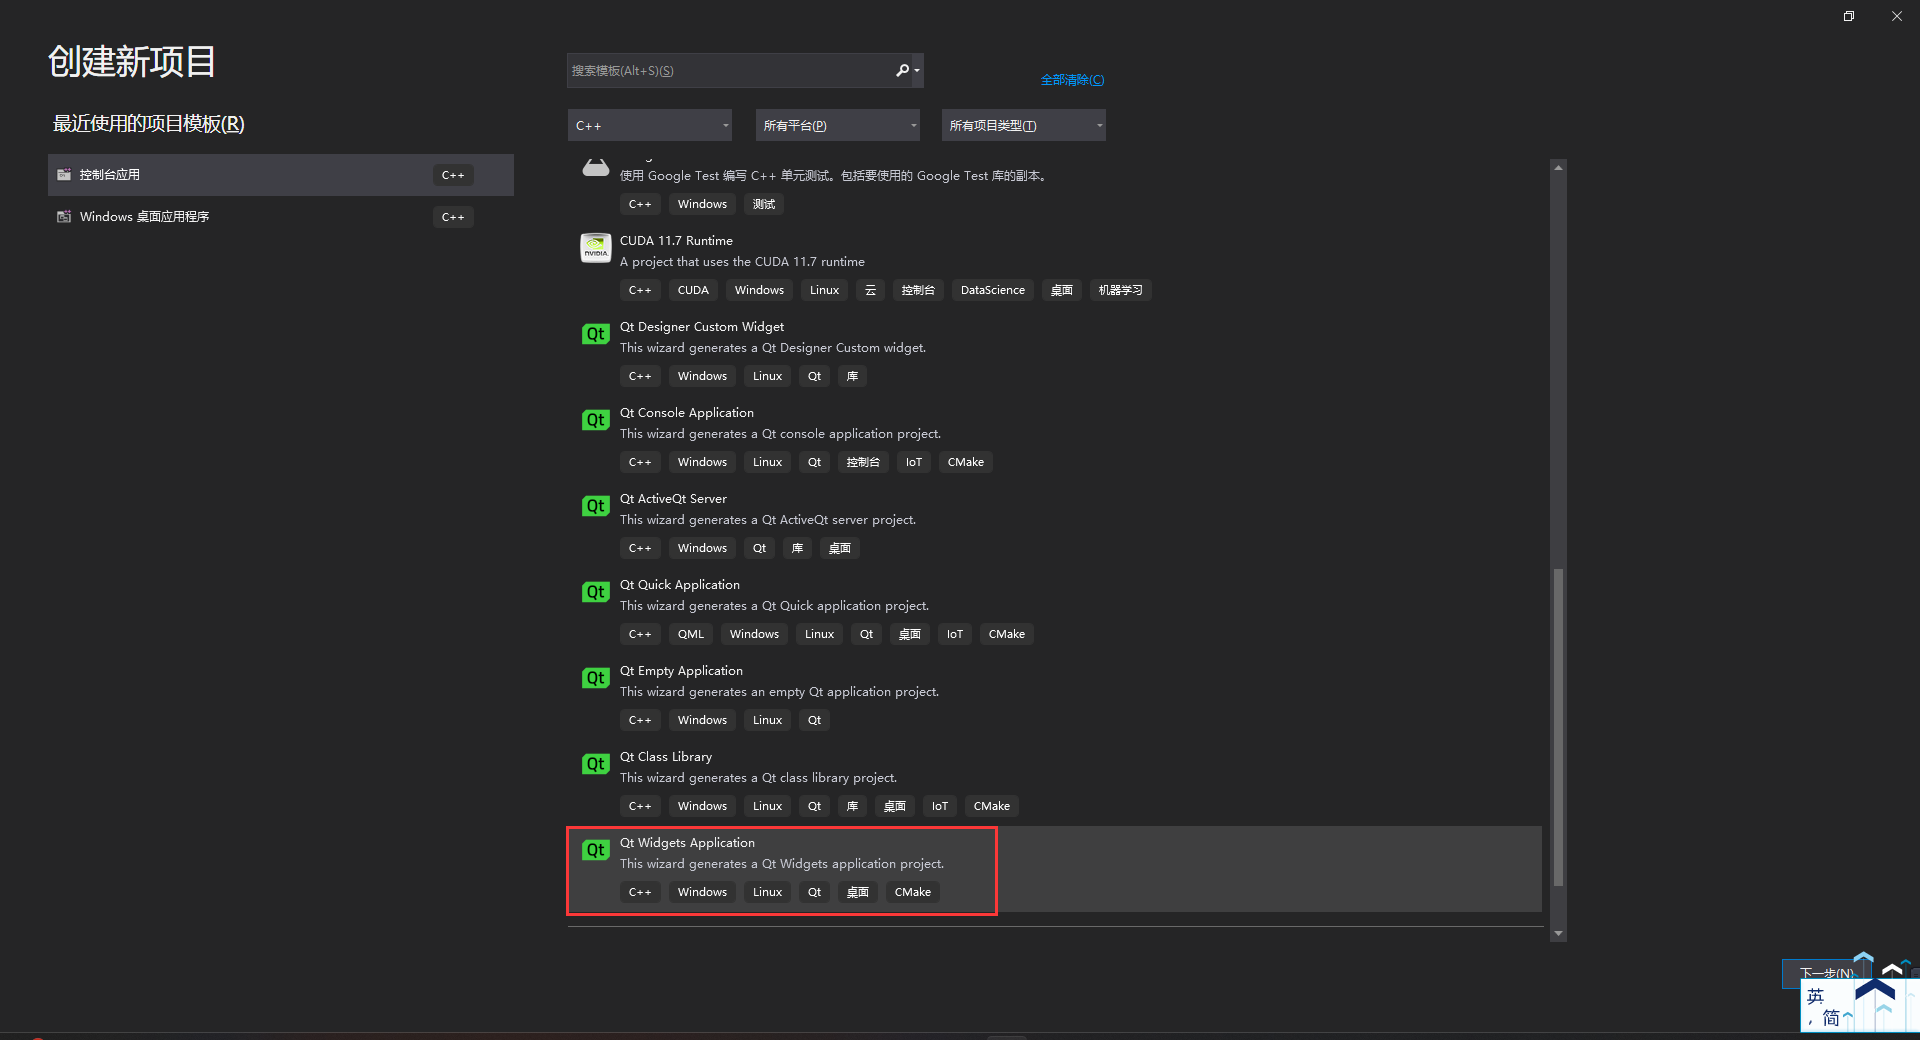 创建新项目
最近使用的项目模板(R)
控制台应用 C++
Windows 桌面应用程序 C++
搜索模板(Alt+S)(S)
全部清除(C)
C++ 所有平台(P) 所有项目类型(T)
使用 Google Test 编写 C++ 单元测试。包括要使用的 Google Test 库的副本。
C++ Windows 测试
NVIDIA.
CUDA 11.7 Runtime
A project that uses the CUDA 11.7 runtime
C++ CUDA Windows Linux 云 控制台 DataScience 桌面 机器学习
Qt
Qt Designer Custom Widget
This wizard generates a Qt Designer Custom widget.
C++ Windows Linux Qt 库
Qt
Qt Console Application
This wizard generates a Qt console application project.
C++ Windows Linux Qt 控制台 IoT CMake
Qt
Qt ActiveQt Server
This wizard generates a Qt ActiveQt server project.
C++ Windows Qt 库 桌面
Qt
Qt Quick Application
This wizard generates a Qt Quick application project.
C++ QML Windows Linux Qt 桌面 IoT CMake
Qt
Qt Empty Application
This wizard generates an empty Qt application project.
C++ Windows Linux Qt
Qt
Qt Class Library
This wizard generates a Qt class library project.
C++ Windows Linux Qt 库 桌面 IoT CMake
Qt
Qt Widgets Application
This wizard generates a Qt Widgets application project.
C++ Windows Linux Qt 桌面 CMake
下一步(N)
英
, 简